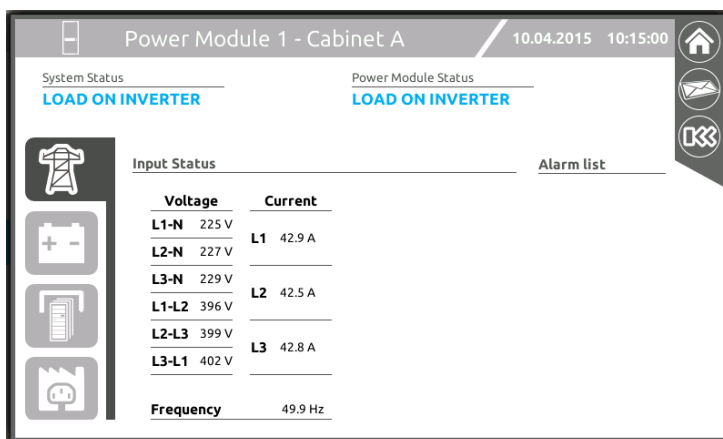 Power Module 1 - Cabinet A 10.04.2015 10:15:00
System Status Power Module Status
LOAD ON INVERTER LOAD ON INVERTER
Input Status Alarm list
Voltage Current
L1-N 225 V
L1 42.9 A
L2-N 227 V
L3-N 229 V
L2 42.5 A
L1-L2 396 V
L2-L3 399 V
L3 42.8 A
L3-L1 402 V
Frequency 49.9 Hz